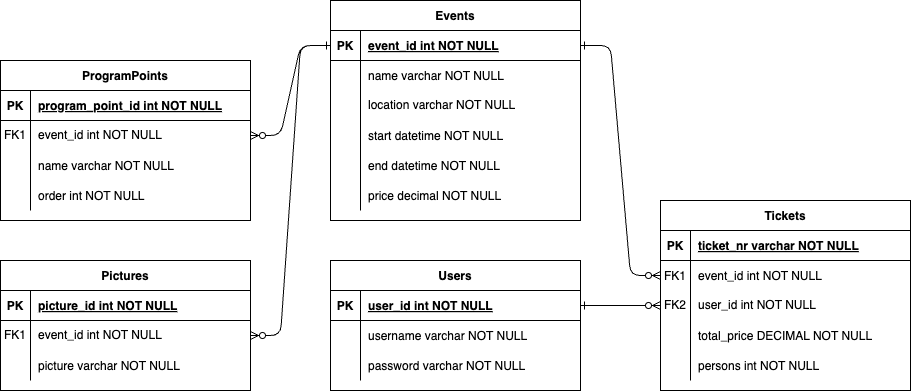 Events
PK event_id int NOT NULL
name varchar NOT NULL
location varchar NOT NULL
start datetime NOT NULL
end datetime NOT NULL
price decimal NOT NULL
ProgramPoints
PK program_point_id int NOT NULL
FK1 event_id int NOT NULL
name varchar NOT NULL
order int NOT NULL
Tickets
PK ticket_nr varchar NOT NULL
FK1 event_id int NOT NULL
FK2 user_id int NOT NULL
total_price DECIMAL NOT NULL
persons int NOT NULL
Pictures
PK picture_id int NOT NULL
FK1 event_id int NOT NULL
picture varchar NOT NULL
Users
PK user_id int NOT NULL
username varchar NOT NULL
password varchar NOT NULL